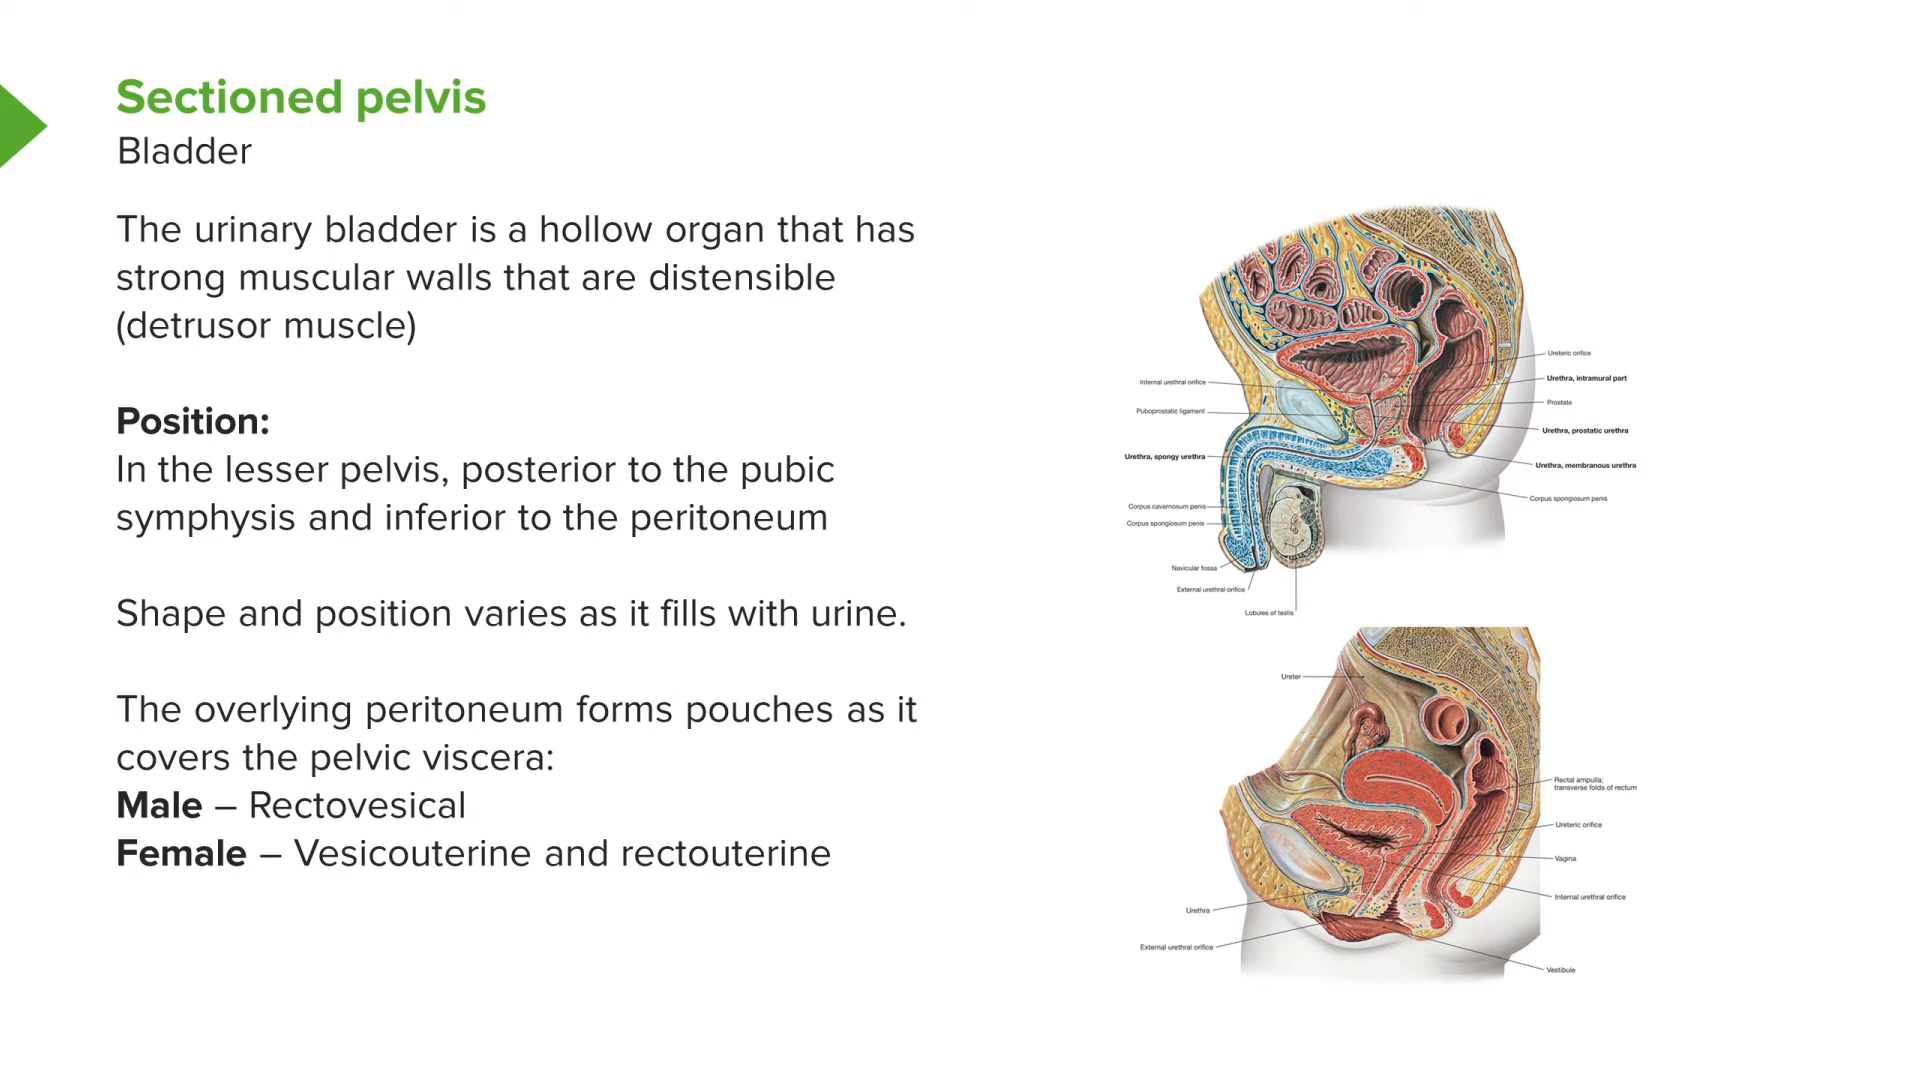 Sectioned pelvis
Bladder
The urinary bladder is a hollow organ that has
strong muscular walls that are distensible
(detrusor muscle)
Position:
In the lesser pelvis, posterior to the pubic
symphysis and inferior to the peritoneum
Shape and position varies as it fills with urine.
The overlying peritoneum forms pouches as it
covers the pelvic viscera:
Male – Rectovesical
Female – Vesicouterine and rectouterine
Internal urethral orifice
Puboprostatic ligament
Urethra, spongy urethra
Corpus cavernosum penis
Corpus spongiosum penis
Navicular fossa
External urethral orifice
Lobules of testis
Ureteric orifice
Urethra, intramural part
Prostate
Urethra, prostatic urethra
Urethra, membranous urethra
Corpus spongiosum penis
Ureter
Urethra
External urethral orifice
Rectal ampulla;
transverse folds of rectum
Ureteric orifice
Vagina
Internal urethral orifice
Vestibule